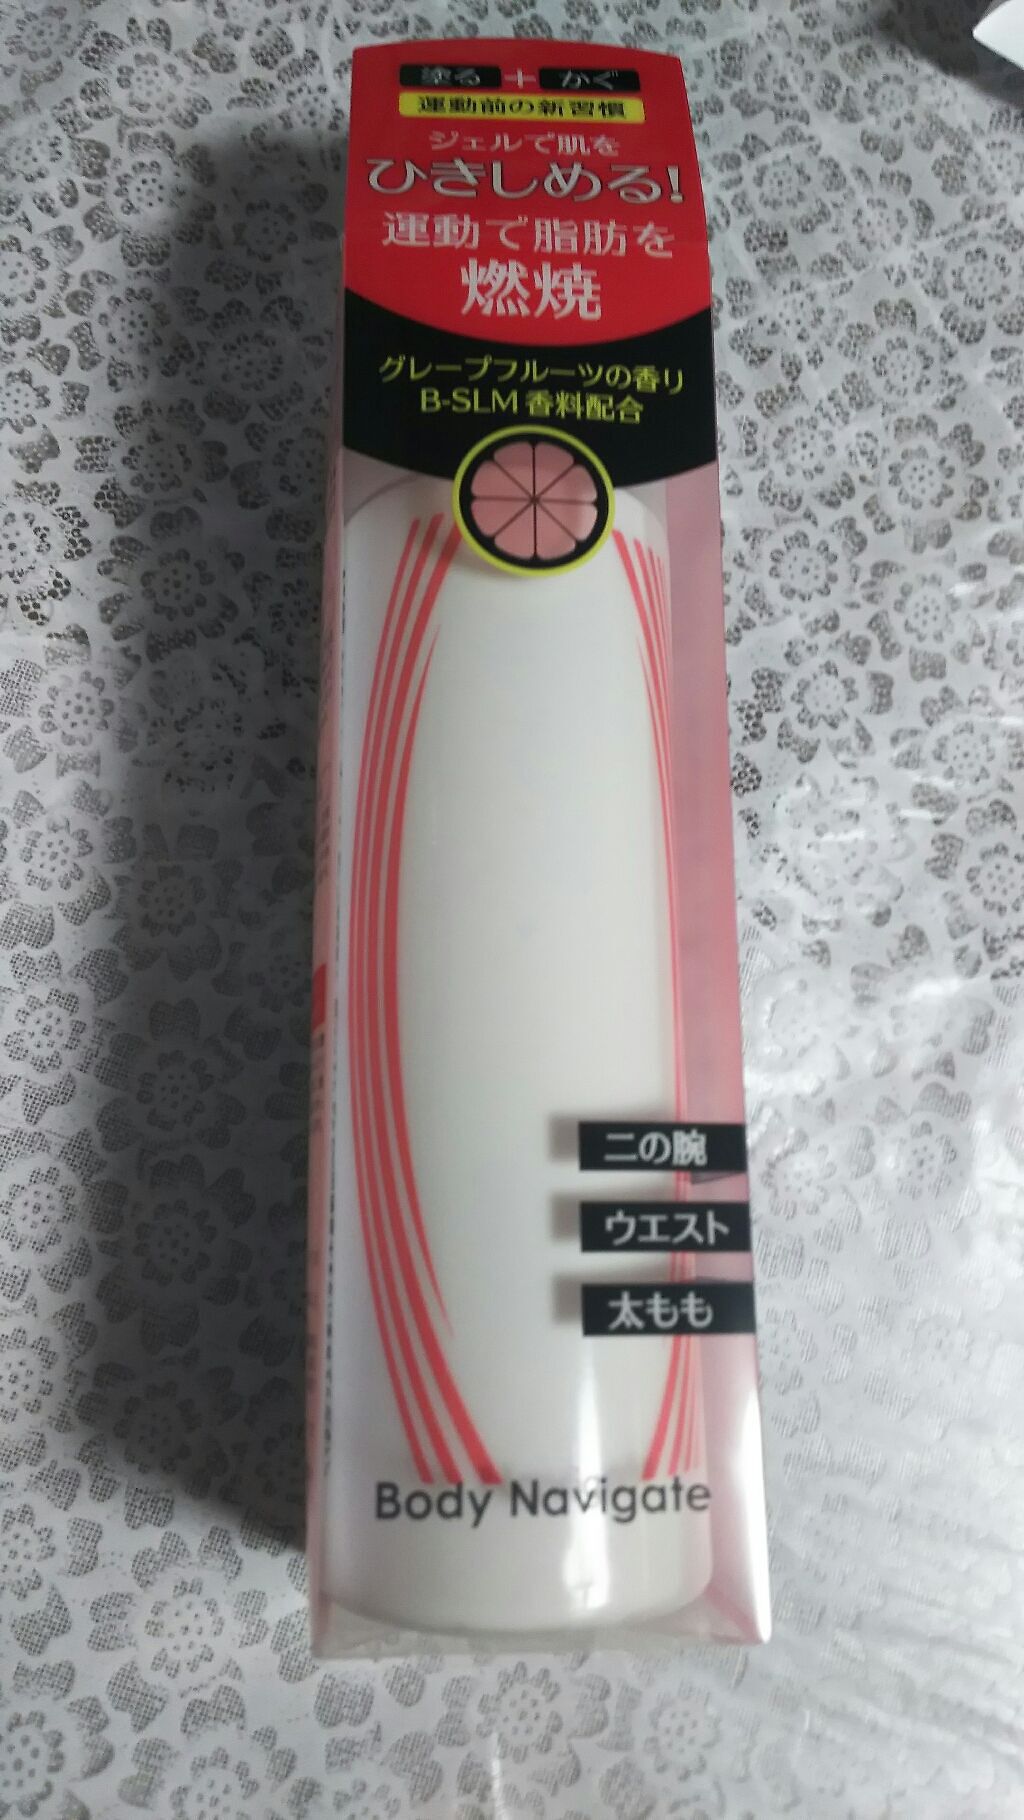 塗る + かぐ
運動前の新習慣
ジェルで肌を
ひきしめる!
運動で脂肪を
燃焼
グレープフルーツの香り
B-SLM 香料配合
二の腕
ウエスト
太もも
Body Navigate